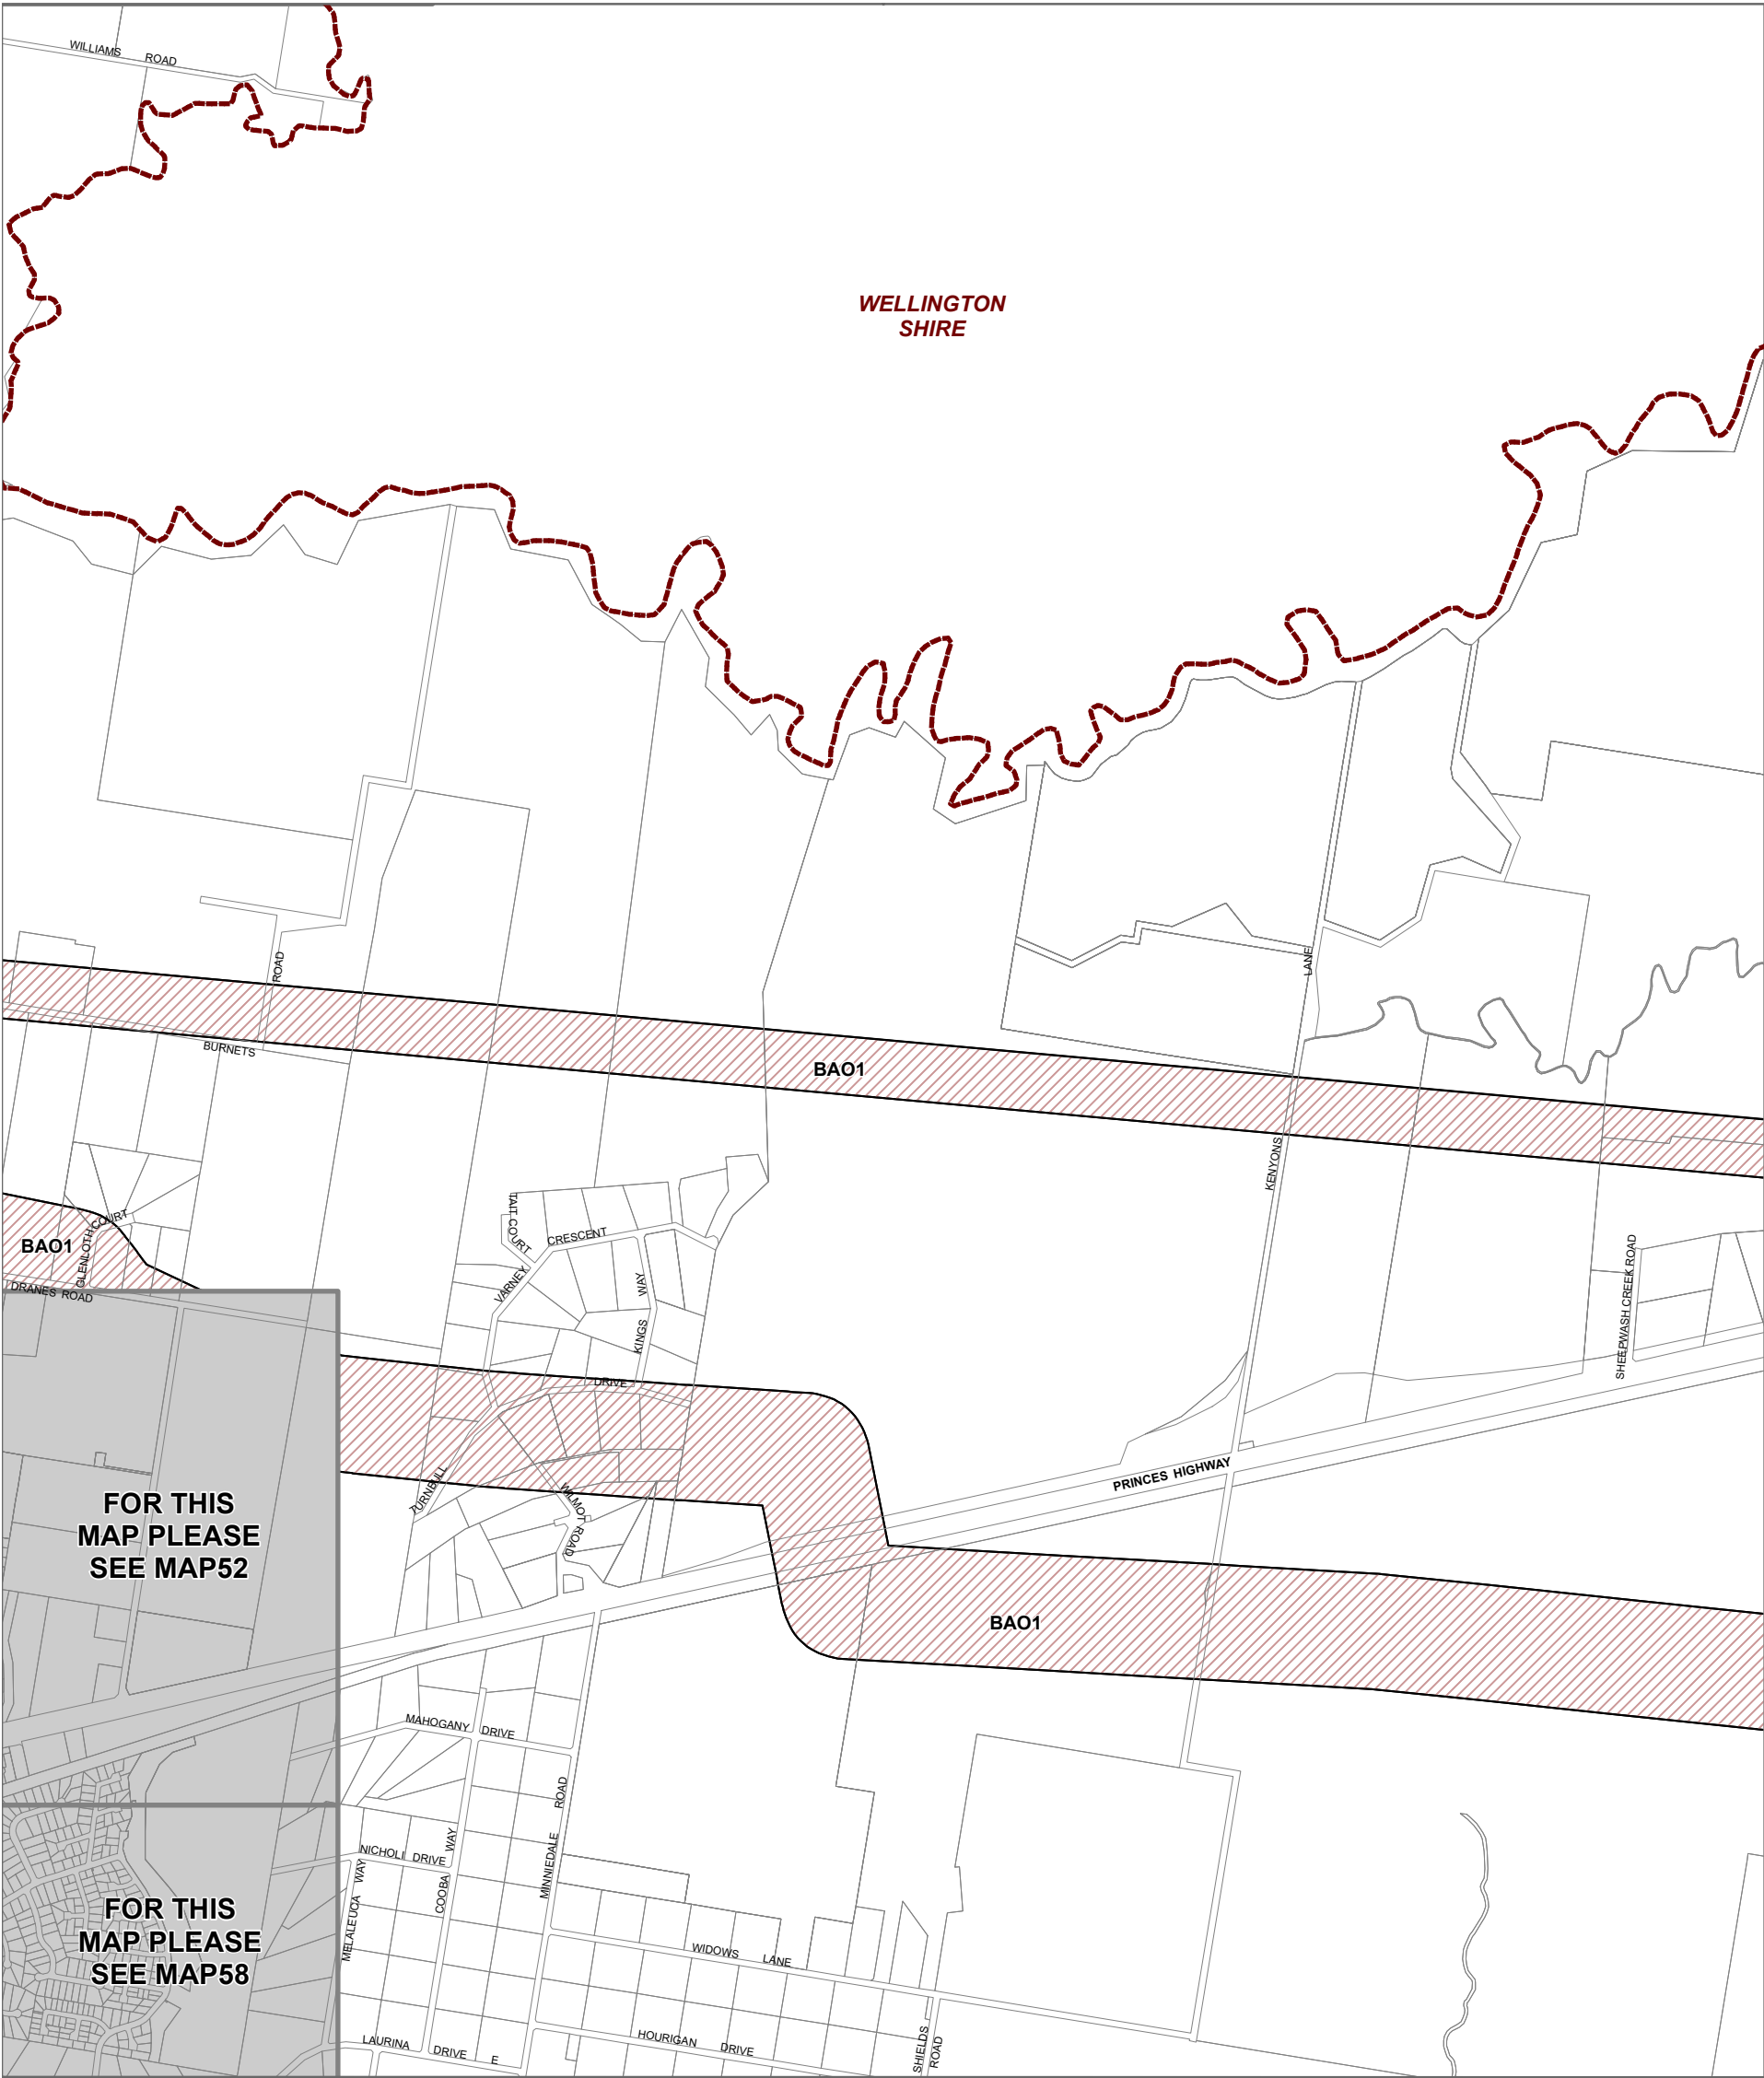 WILLIAMS ROAD
WELLINGTON
SHIRE
ROAD
LANE
BURNETS
BAO1
KENYONS
TAIT COURT
GLENLOTH COURT
BAO1
CRESCENT
VARNEY
WAY
KINGS
SHEEPWASH CREEK ROAD
DRANES ROAD
DRIVE
PRINCES HIGHWAY
TURNBULL
WILMOT ROAD
FOR THIS
MAP PLEASE
SEE MAP52
BAO1
MAHOGANY DRIVE
ROAD
MINNIEDALE
NICHOLI DRIVE
WAY
COOBA
MELALEUCA WAY
FOR THIS
MAP PLEASE
SEE MAP58
WIDOWS LANE
LAURINA DRIVE E
HOURIGAN DRIVE
SHIELDS
ROAD